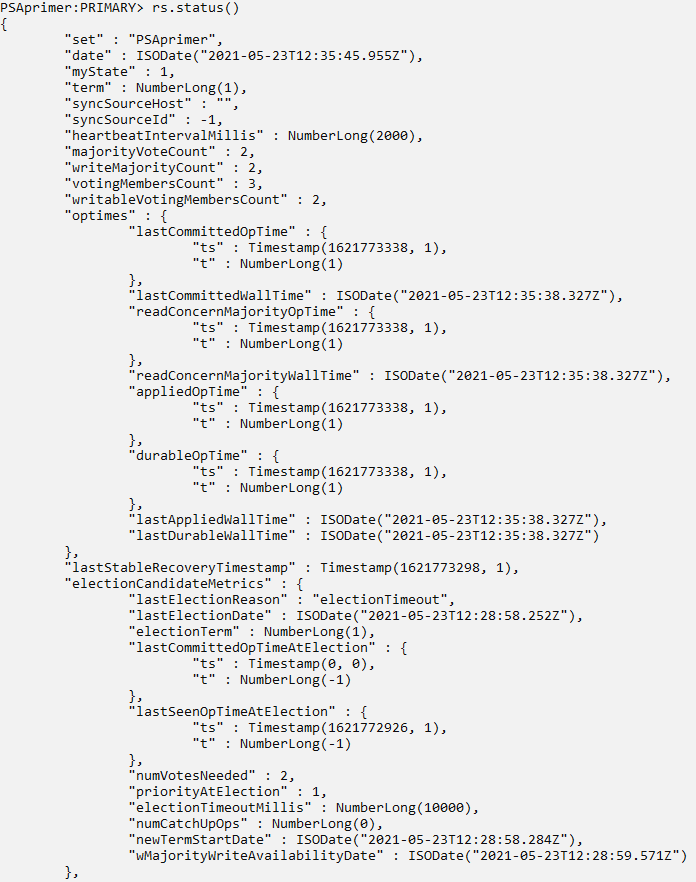 PSAprimer:PRIMARY> rs.status()
{
        "set" : "PSAprimer",
        "date" : ISODate("2021-05-23T12:35:45.955Z"),
        "myState" : 1,
        "term" : NumberLong(1),
        "syncSourceHost" : "",
        "syncSourceId" : -1,
        "heartbeatIntervalMillis" : NumberLong(2000),
        "majorityVoteCount" : 2,
        "writeMajorityCount" : 2,
        "votingMembersCount" : 3,
        "writableVotingMembersCount" : 2,
        "optimes" : {
                "lastCommittedOpTime" : {
                        "ts" : Timestamp(1621773338, 1),
                        "t" : NumberLong(1)
                },
                "lastCommittedWallTime" : ISODate("2021-05-23T12:35:38.327Z"),
                "readConcernMajorityOpTime" : {
                        "ts" : Timestamp(1621773338, 1),
                        "t" : NumberLong(1)
                },
                "readConcernMajorityWallTime" : ISODate("2021-05-23T12:35:38.327Z"),
                "appliedOpTime" : {
                        "ts" : Timestamp(1621773338, 1),
                        "t" : NumberLong(1)
                },
                "durableOpTime" : {
                        "ts" : Timestamp(1621773338, 1),
                        "t" : NumberLong(1)
                },
                "lastAppliedWallTime" : ISODate("2021-05-23T12:35:38.327Z"),
                "lastDurableWallTime" : ISODate("2021-05-23T12:35:38.327Z")
        },
        "lastStableRecoveryTimestamp" : Timestamp(1621773298, 1),
        "electionCandidateMetrics" : {
                "lastElectionReason" : "electionTimeout",
                "lastElectionDate" : ISODate("2021-05-23T12:28:58.252Z"),
                "electionTerm" : NumberLong(1),
                "lastCommittedOpTimeAtElection" : {
                        "ts" : Timestamp(0, 0),
                        "t" : NumberLong(-1)
                },
                "lastSeenOpTimeAtElection" : {
                        "ts" : Timestamp(1621772926, 1),
                        "t" : NumberLong(-1)
                },
                "numVotesNeeded" : 2,
                "priorityAtElection" : 1,
                "electionTimeoutMillis" : NumberLong(10000),
                "numCatchUpOps" : NumberLong(0),
                "newTermStartDate" : ISODate("2021-05-23T12:28:58.284Z"),
                "wMajorityWriteAvailabilityDate" : ISODate("2021-05-23T12:28:59.571Z")
        },